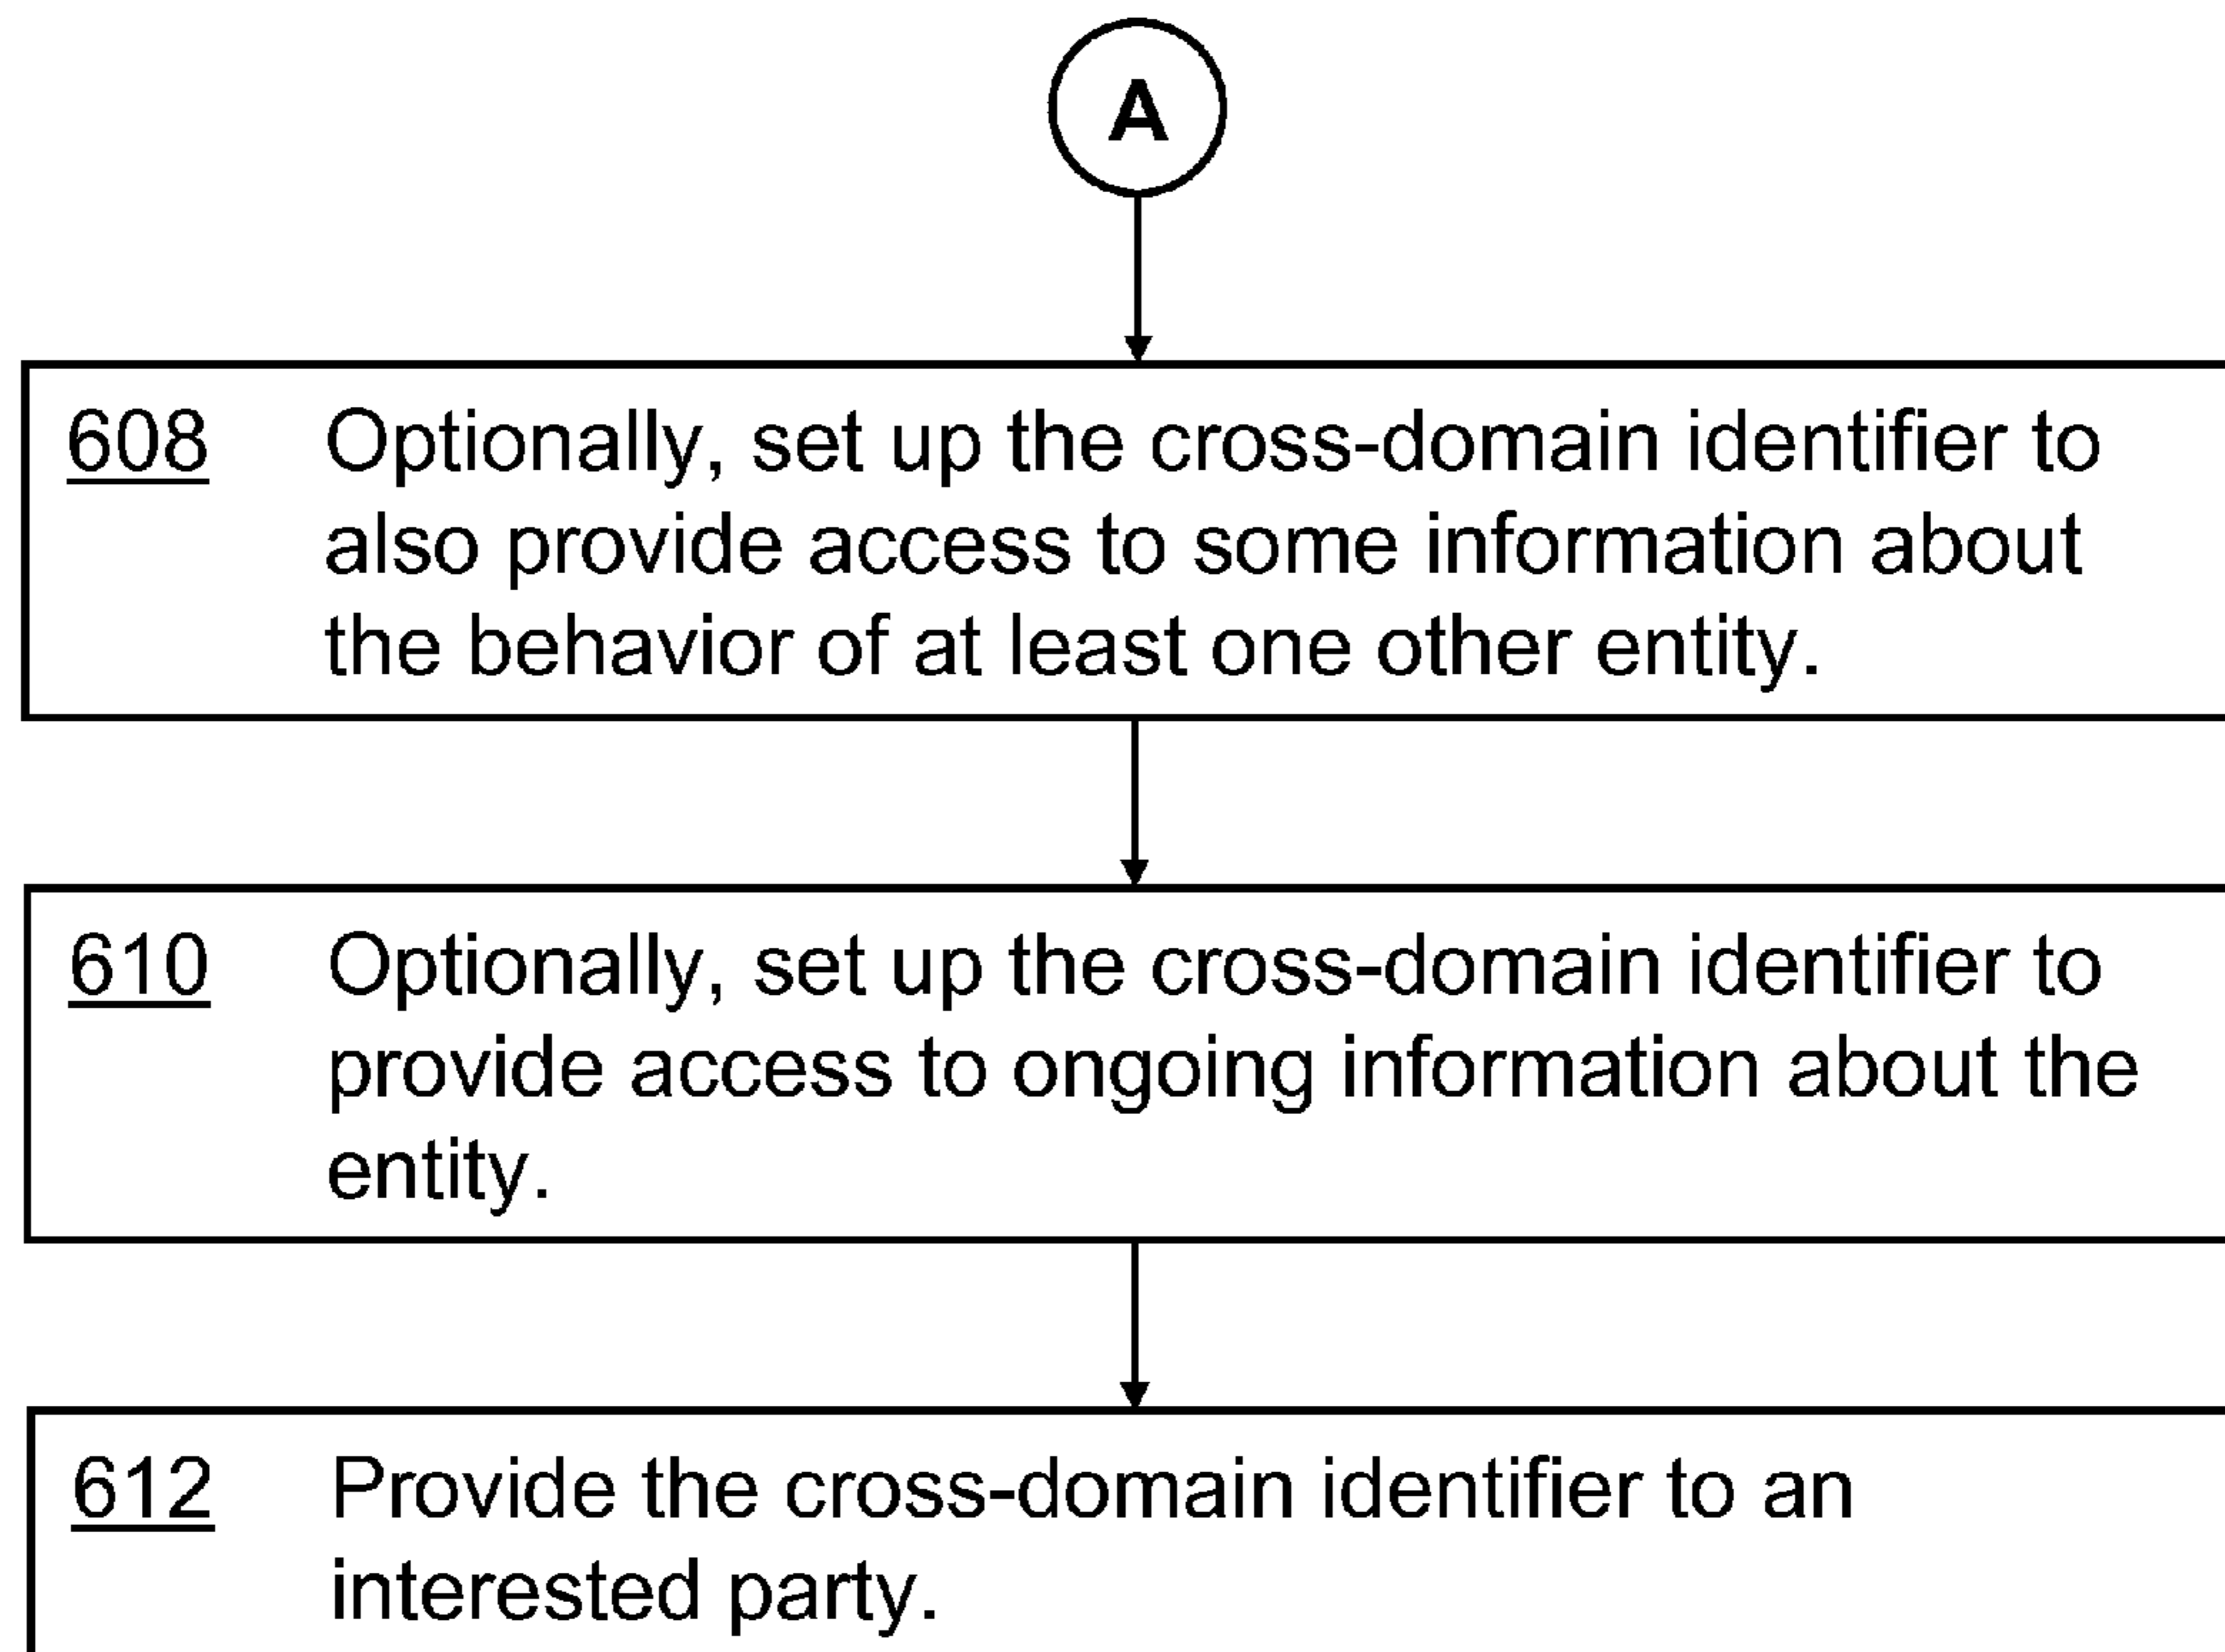 A
608 Optionally, set up the cross-domain identifier to
also provide access to some information about
the behavior of at least one other entity.
610 Optionally, set up the cross-domain identifier to
provide access to ongoing information about the
entity.
612 Provide the cross-domain identifier to an
interested party.